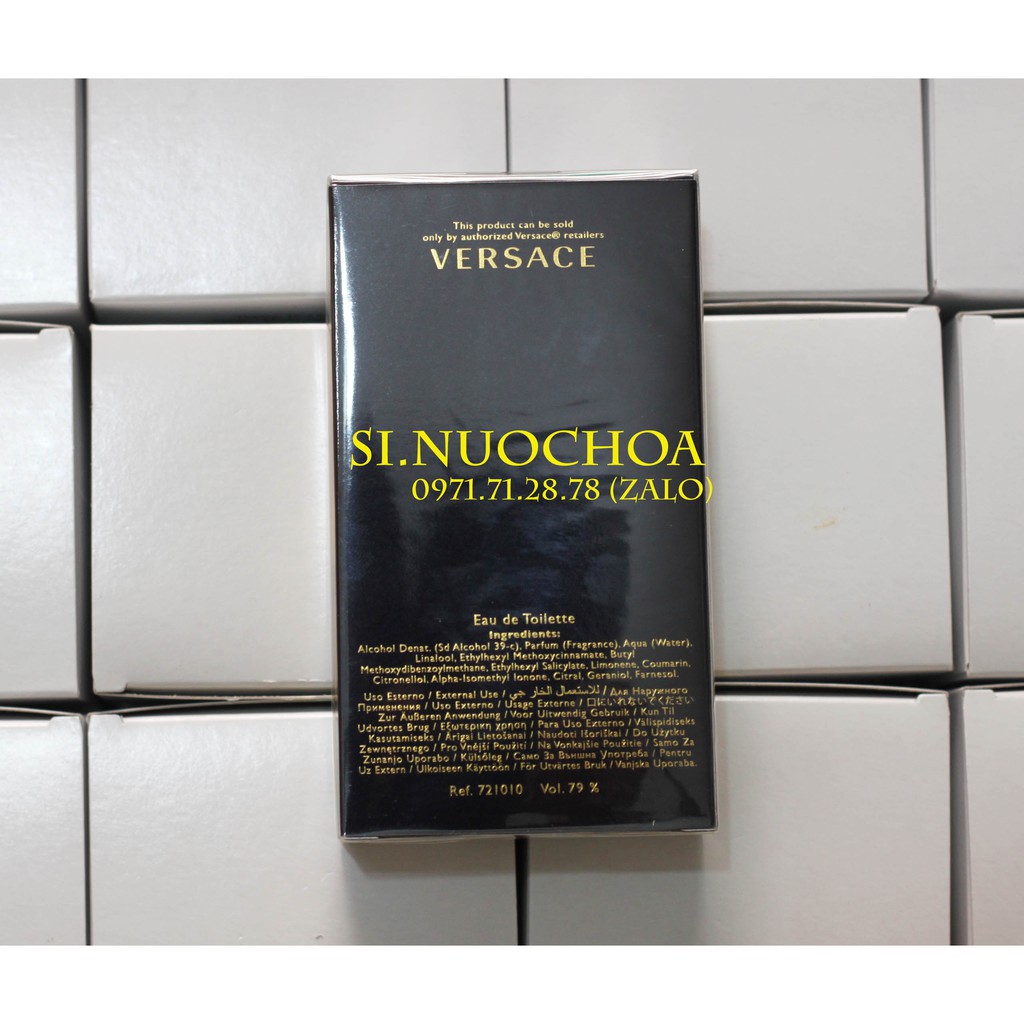 This product can be sold
only by authorized Versace® retailers
VERSACE
SI.NUOCHOA
0971.71.28.78 (ZALO)
Eau de Toilette
Ingredients:
Alcohol Denat. (Sd Alcohol 39-c), Parfum (Fragrance), Aqua (Water),
Linalool, Ethylhexyl Methoxycinnamate, Butyl
Methoxydibenzoylmethane, Ethylhexyl Salicylate, Limonene, Coumarin,
Citronellol, Alpha-Isomethyl Ionone, Citral, Geraniol, Farnesol.
Uso Esterno / External Use / للاستعمال الخارجي / Для Наружного
Применения / Uso Externo / Usage Externe / 口にいれないでください
Zur Äußeren Anwendung / Voor Uitwendig Gebruik / Kun Til
Udvortes Brug / Εξωτερικη χρηση / Para Uso Externo / Välispidiseks
Kasutamiseks / Ārīgai Lietošanai / Naudoti Išoriškai / Do Użytku
Zewnętrznego / Pro Vnější Použití / Na Vonkajšie Použitie / Samo Za
Zunanjo Uporabo / Külsőleg / Само За Външна Употреба / Pentru
Uz Extern / Ulkoiseen Käyttöön / För Utvärtes Bruk / Vanjska Uporaba.
Ref. 721010 Vol. 79 %